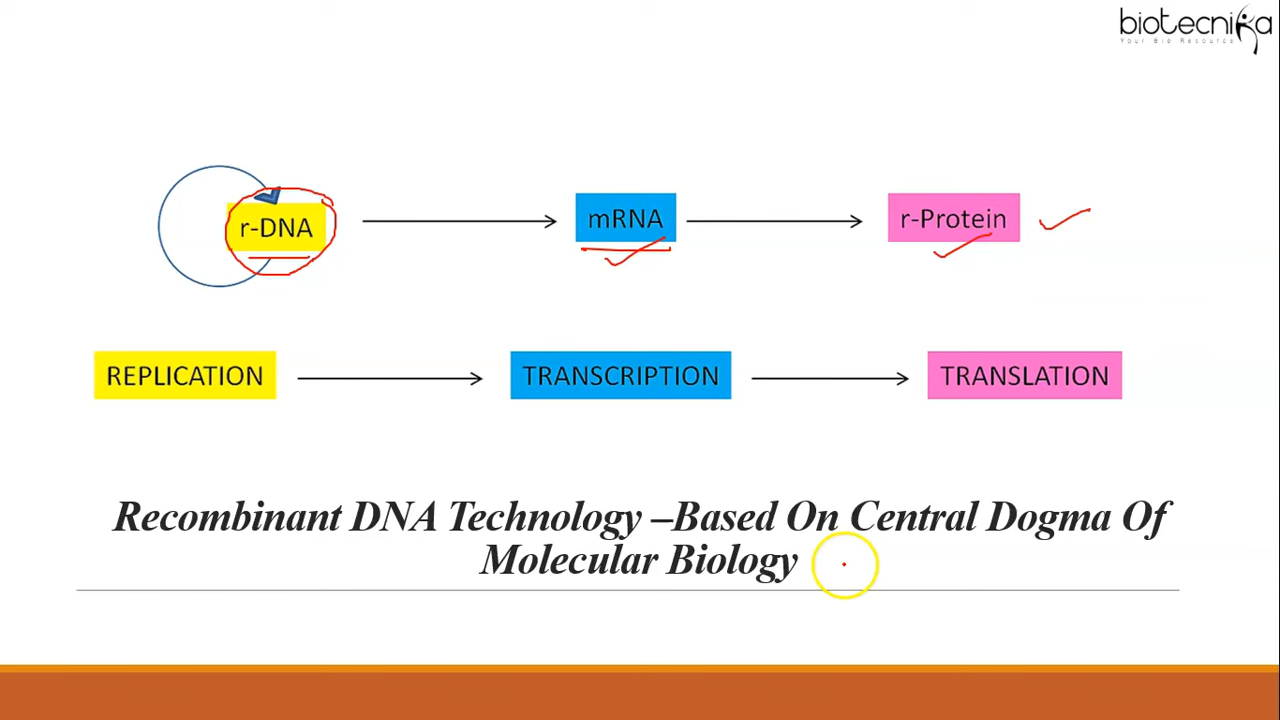 biotecnika
Your Bio Resource
r-DNA
mRNA
r-Protein
REPLICATION
TRANSCRIPTION
TRANSLATION
Recombinant DNA Technology –Based On Central Dogma Of
Molecular Biology